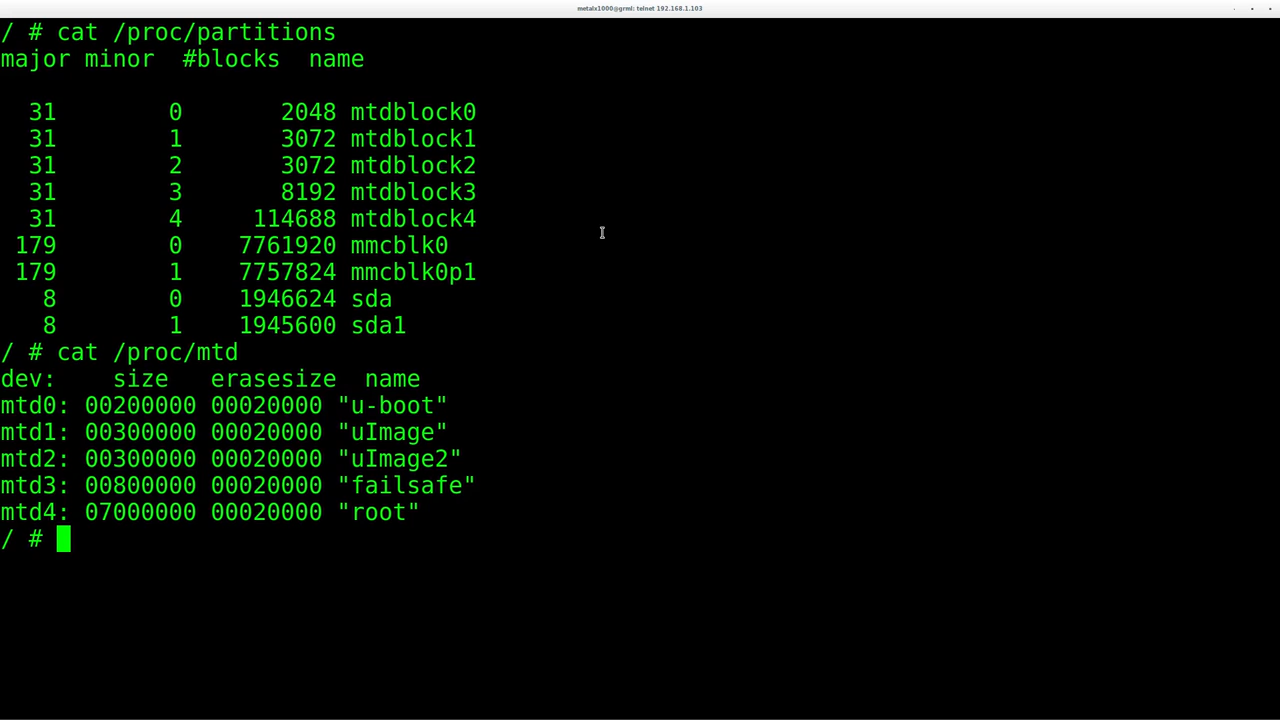 metalx1000@grml: telnet 192.168.1.103
/ # cat /proc/partitions
major minor  #blocks  name

  31        0       2048 mtdblock0
  31        1       3072 mtdblock1
  31        2       3072 mtdblock2
  31        3       8192 mtdblock3
  31        4     114688 mtdblock4
 179        0    7761920 mmcblk0
 179        1    7757824 mmcblk0p1
   8        0    1946624 sda
   8        1    1945600 sda1
/ # cat /proc/mtd
dev:    size   erasesize  name
mtd0: 00200000 00020000 "u-boot"
mtd1: 00300000 00020000 "uImage"
mtd2: 00300000 00020000 "uImage2"
mtd3: 00800000 00020000 "failsafe"
mtd4: 07000000 00020000 "root"
/ #